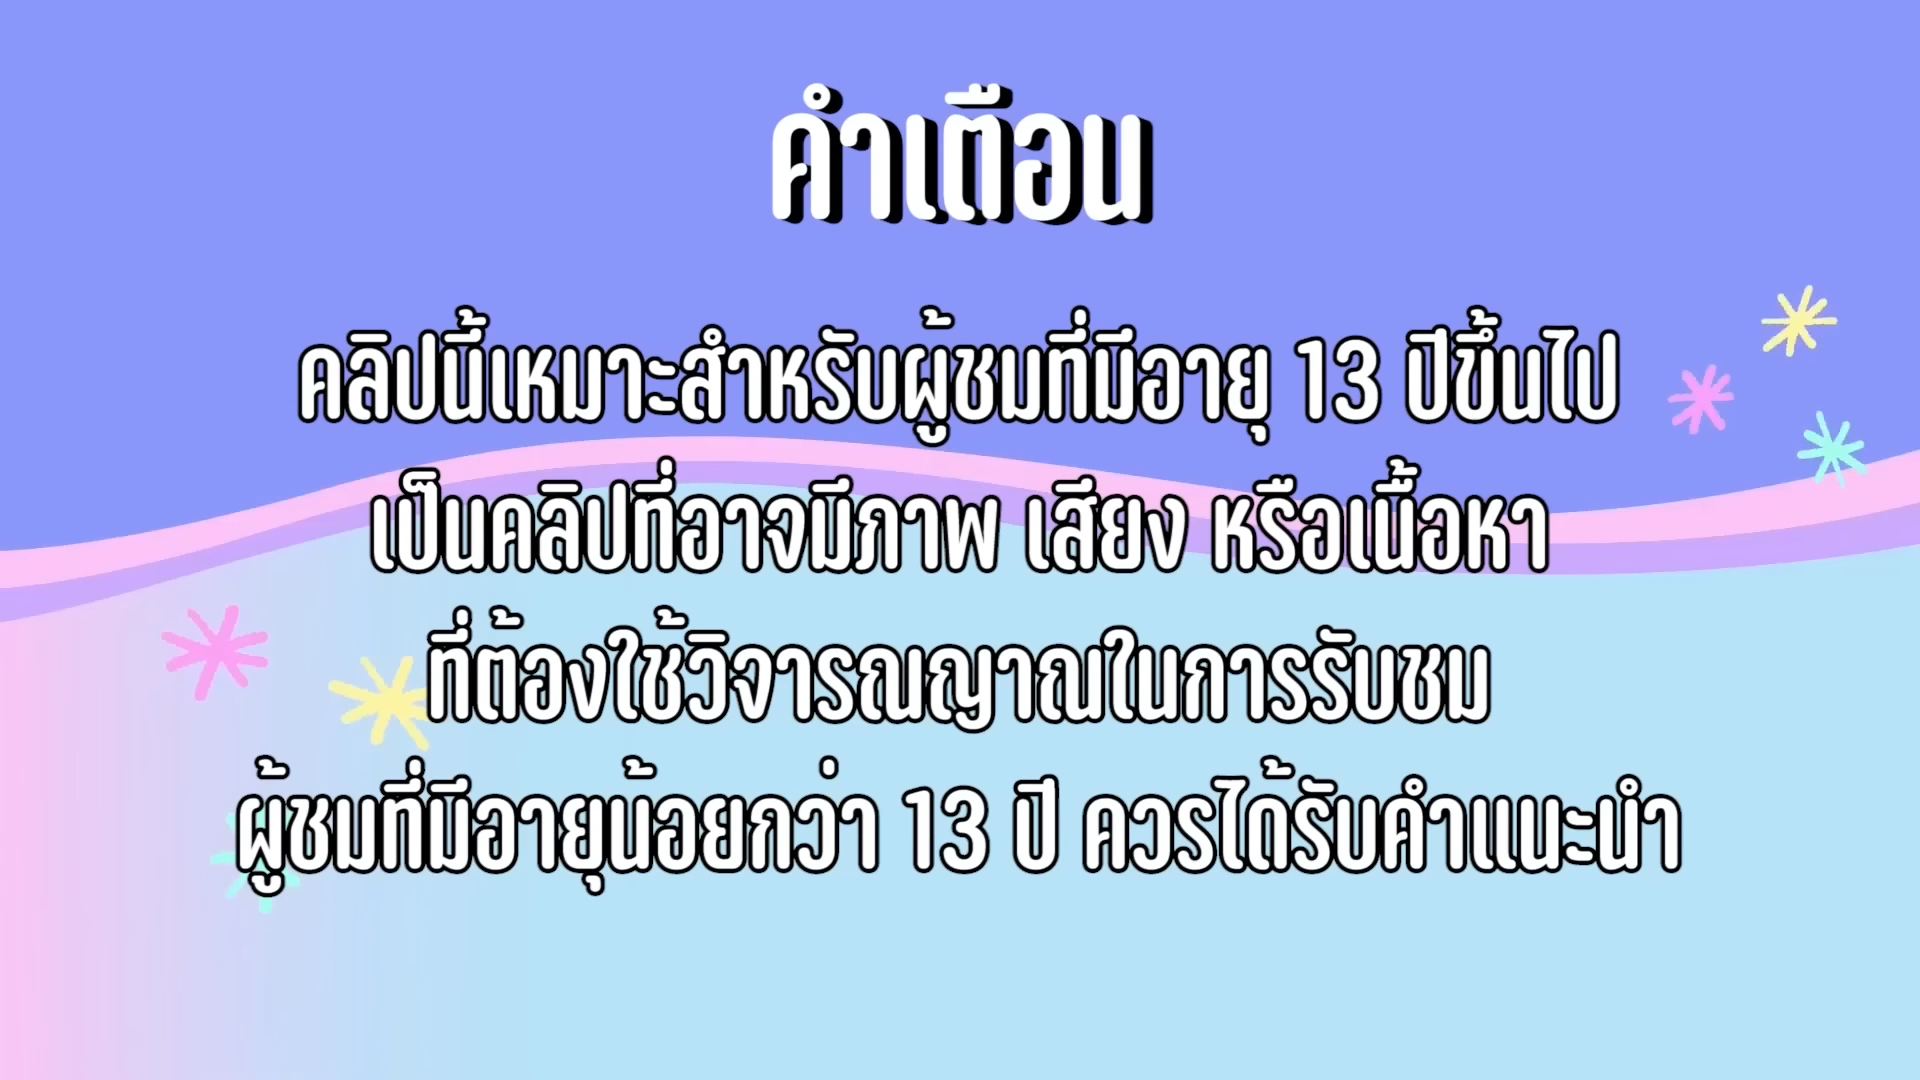 คำเตือน
คลิปนี้เหมาะสำหรับผู้ชมที่มีอายุ 13 ปีขึ้นไป
เป็นคลิปที่อาจมีภาพ เสียง หรือเนื้อหา
ที่ต้องใช้วิจารณญาณในการรับชม
ผู้ชมที่มีอายุน้อยกว่า 13 ปี ควรได้รับคำแนะนำ